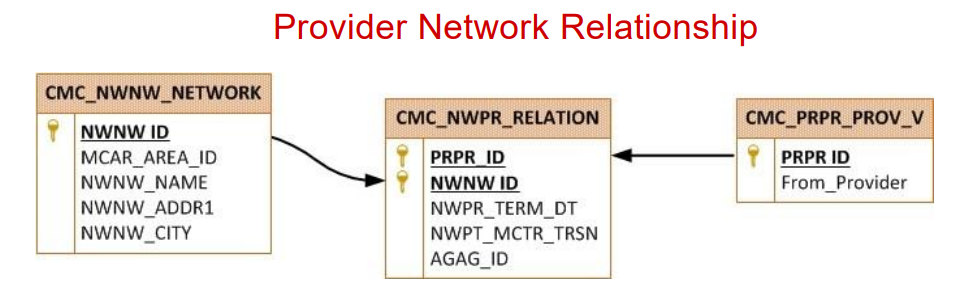 Provider Network Relationship
CMC_NWNW_NETWORK
NWNW ID
MCAR_AREA_ID
NWNW_NAME
NWNW_ADDR1
NWNW_CITY
CMC_NWPR_RELATION
PRPR_ID
NWNW ID
NWPR_TERM_DT
NWPT_MCTR_TRSN
AGAG_ID
CMC_PRPR_PROV_V
PRPR ID
From_Provider